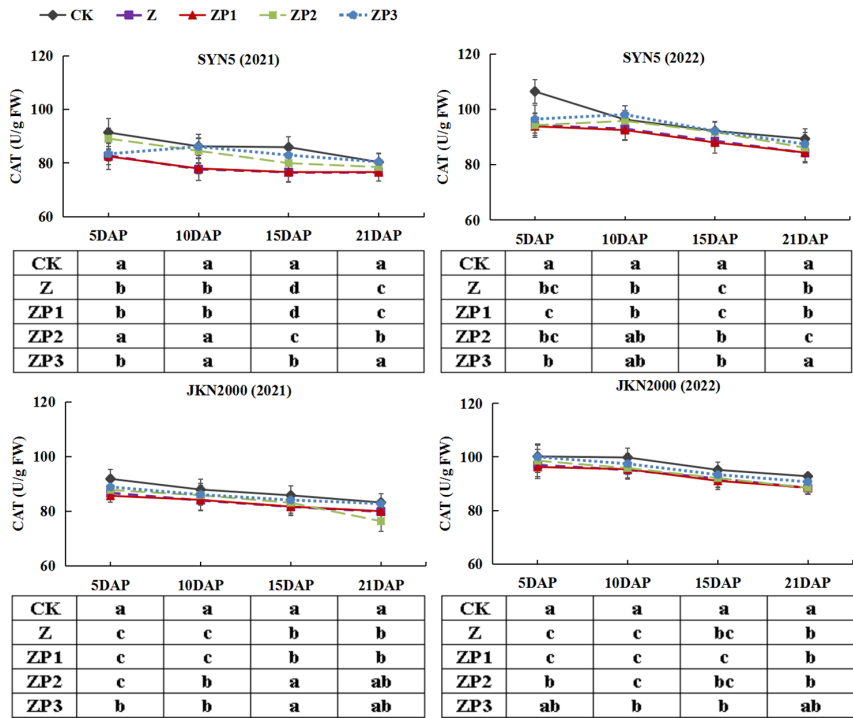 CK Z ZP1 ZP2 ZP3
SYN5 (2021)
CAT (U/g FW)
120
100
80
60
5DAP 10DAP 15DAP 21DAP
CK a a a a
Z b b d c
ZP1 b b d c
ZP2 a a c b
ZP3 b a b a
SYN5 (2022)
CAT (U/g FW)
120
100
80
60
5DAP 10DAP 15DAP 21DAP
CK a a a a
Z bc b c b
ZP1 c b c b
ZP2 bc ab b c
ZP3 b ab b a
JKN2000 (2021)
CAT (U/g FW)
120
100
80
60
5DAP 10DAP 15DAP 21DAP
CK a a a a
Z c c b b
ZP1 c c b b
ZP2 c b a ab
ZP3 b b a ab
JKN2000 (2022)
CAT (U/g FW)
120
100
80
60
5DAP 10DAP 15DAP 21DAP
CK a a a a
Z c c bc b
ZP1 c c c b
ZP2 b c bc b
ZP3 ab b b ab